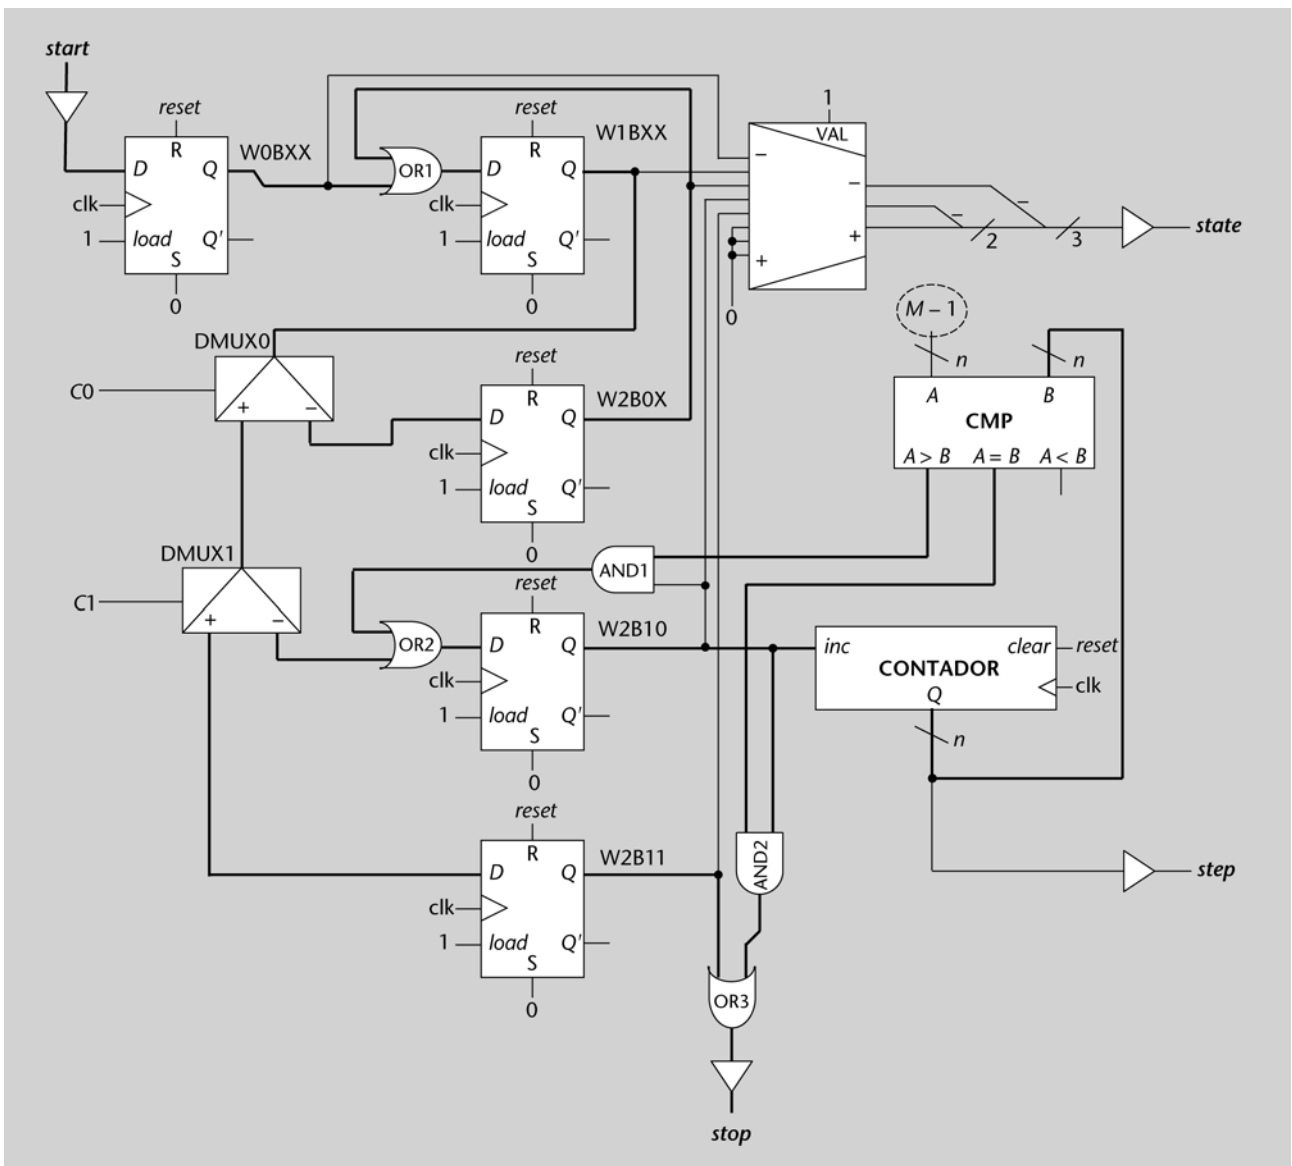 start
1
reset
VAL
W1BXX
R
W0BXX
R
−
D Q
OR1
D Q
−
clk
clk
−
state
1 load Q'
1 load Q'
+
2
3
S
S
+
0
0
0
M – 1
DMUX0
reset
n
n
C0
R
W2B0X
A B
+ −
D Q
CMP
clk
A > B A = B A < B
1 load Q'
S
DMUX1
0
AND1
reset
C1
R
W2B10
+ −
OR2
D Q
inc clear
reset
clk
CONTADOR
clk
1 load Q'
Q
S
n
0
reset
R
W2B11
AND2
D Q
step
clk
1 load Q'
S
OR3
0
stop
reset